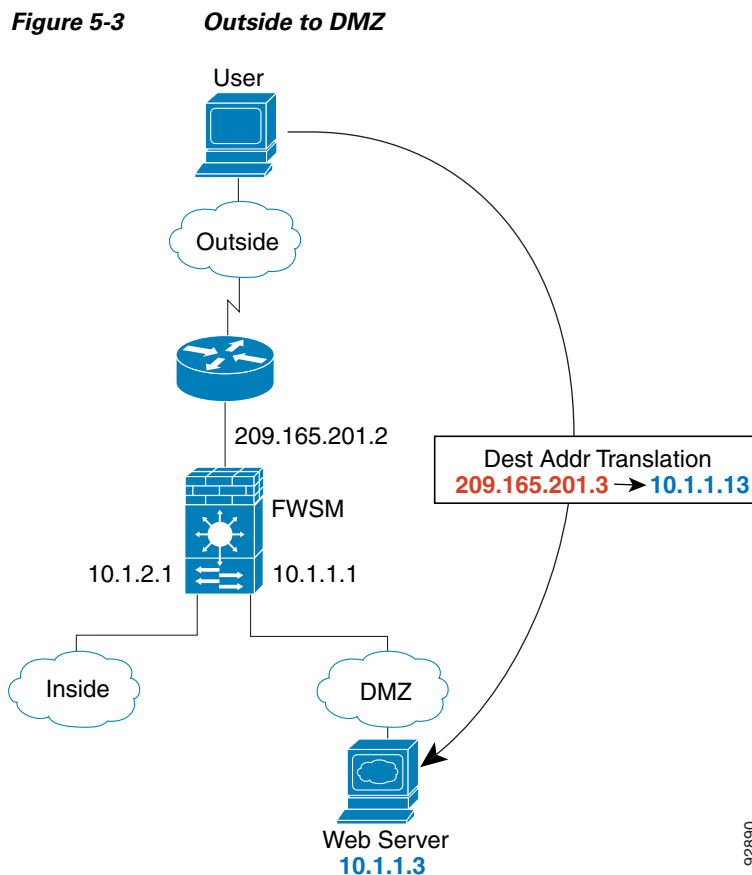 Figure 5-3 Outside to DMZ
User
Outside
209.165.201.2
Dest Addr Translation
209.165.201.3 → 10.1.1.13
FWSM
10.1.2.1
10.1.1.1
Inside
DMZ
Web Server
10.1.1.3
92890